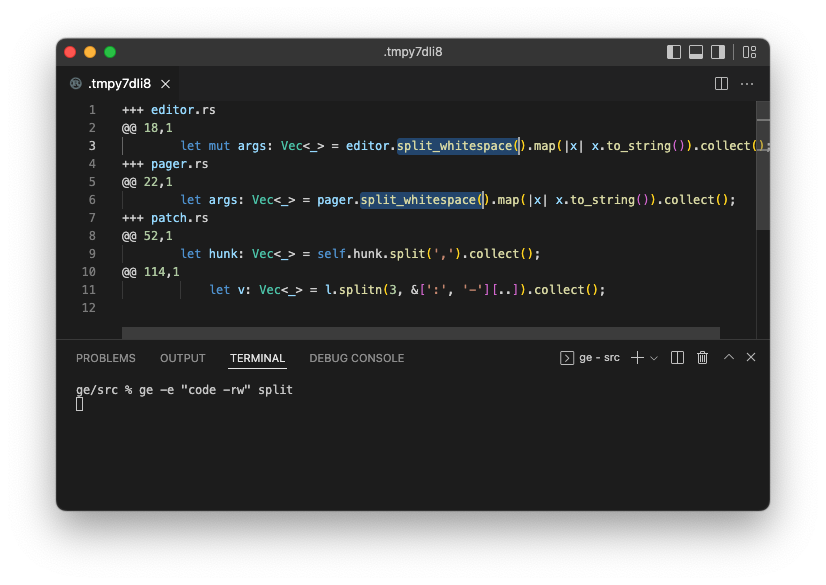 .tmpy7dli8
.tmpy7dli8
1 +++ editor.rs
2 @@ 18,1
3 let mut args: Vec<_> = editor.split_whitespace().map(|x| x.to_string()).collect();
4 +++ pager.rs
5 @@ 22,1
6 let args: Vec<_> = pager.split_whitespace().map(|x| x.to_string()).collect();
7 +++ patch.rs
8 @@ 52,1
9 let hunk: Vec<_> = self.hunk.split(',').collect();
10 @@ 114,1
11 let v: Vec<_> = l.splitn(3, &[':', '-'][..]).collect();
12
PROBLEMS OUTPUT TERMINAL DEBUG CONSOLE ge - src
ge/src % ge -e "code -rw" split